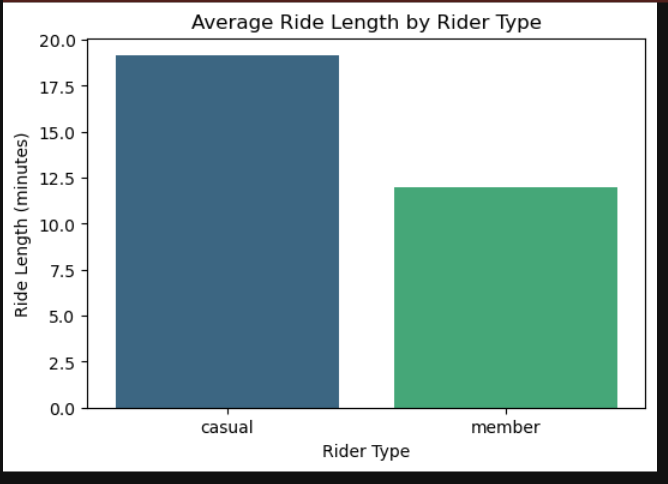 Average Ride Length by Rider Type
20.0
17.5
15.0
12.5
10.0
7.5
5.0
2.5
0.0
Ride Length (minutes)
casual member
Rider Type